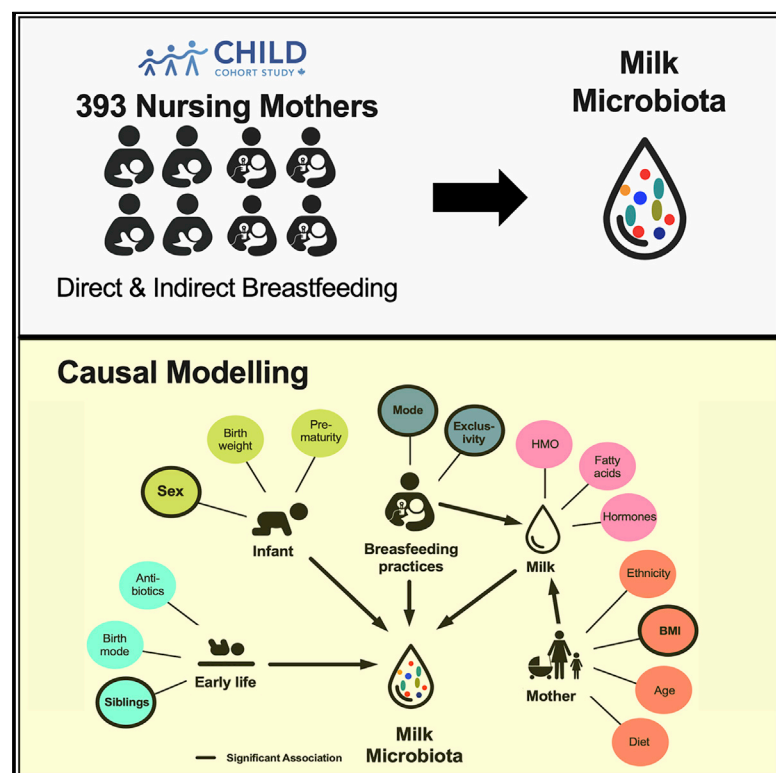 CHILD
COHORT STUDY
393 Nursing Mothers
Direct & Indirect Breastfeeding
Milk
Microbiota
Causal Modelling
Birth
weight
Pre-
maturity
Sex
Infant
Mode
Exclus-
ivity
Breasfeeding
practices
HMO
Fatty
acids
Hormones
Milk
Anti-
biotics
Birth
mode
Siblings
Early life
Ethnicity
BMI
Age
Diet
Mother
Milk
Microbiota
Significant Association